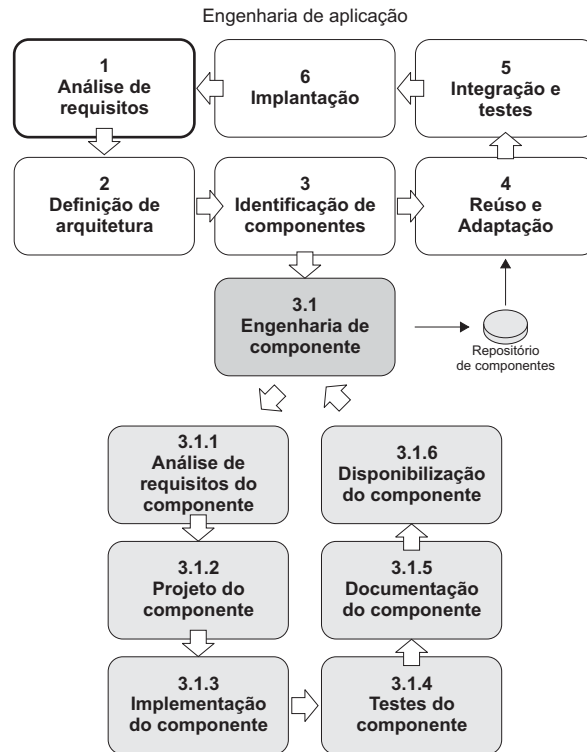 Engenharia de aplicação
1
Análise de
requisitos
6
Implantação
5
Integração e
testes
2
Definição de
arquitetura
3
Identificação de
componentes
4
Reúso e
Adaptação
3.1
Engenharia de
componente
Repositório
de componentes
3.1.1
Análise de
requisitos do
componente
3.1.6
Disponibilização
do componente
3.1.2
Projeto do
componente
3.1.5
Documentação
do componente
3.1.3
Implementação
do componente
3.1.4
Testes do
componente